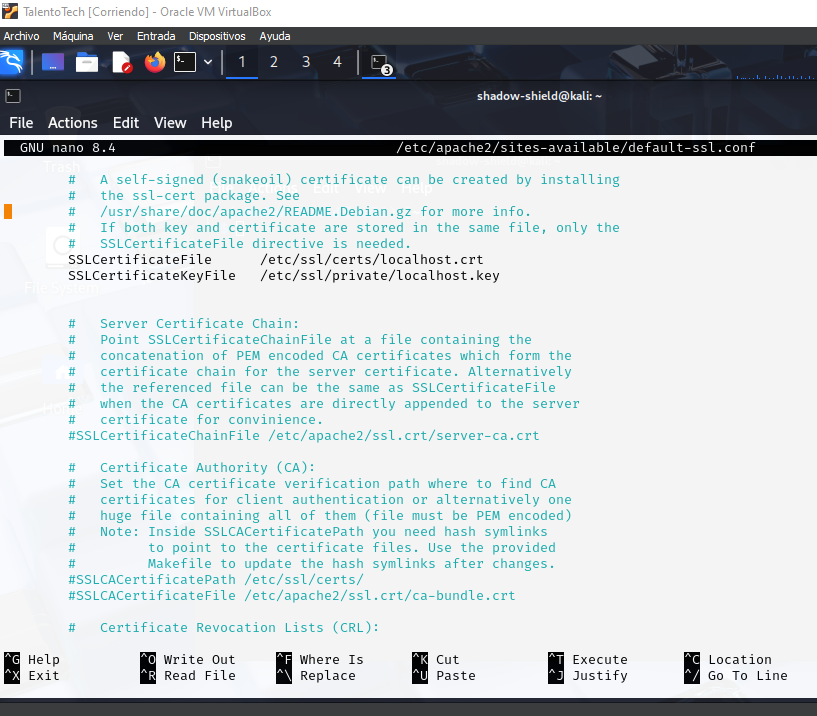 TalentoTech [Corriendo] - Oracle VM VirtualBox
Archivo Máquina Ver Entrada Dispositivos Ayuda
1 2 3 4 3
shadow-shield@kali: ~
File Actions Edit View Help
GNU nano 8.4 /etc/apache2/sites-available/default-ssl.conf
Trash
# A self-signed (snakeoil) certificate can be created by installing
# the ssl-cert package. See
# /usr/share/doc/apache2/README.Debian.gz for more info.
# If both key and certificate are stored in the same file, only the
# SSLCertificateFile directive is needed.
SSLCertificateFile /etc/ssl/certs/localhost.crt
SSLCertificateKeyFile /etc/ssl/private/localhost.key
File System
# Server Certificate Chain:
# Point SSLCertificateChainFile at a file containing the
# concatenation of PEM encoded CA certificates which form the
# certificate chain for the server certificate. Alternatively
# the referenced file can be the same as SSLCertificateFile
# when the CA certificates are directly appended to the server
# certificate for convinience.
#SSLCertificateChainFile /etc/apache2/ssl.crt/server-ca.crt
# Certificate Authority (CA):
# Set the CA certificate verification path where to find CA
# certificates for client authentication or alternatively one
# huge file containing all of them (file must be PEM encoded)
# Note: Inside SSLCACertificatePath you need hash symlinks
# to point to the certificate files. Use the provided
# Makefile to update the hash symlinks after changes.
#SSLCACertificatePath /etc/ssl/certs/
#SSLCACertificateFile /etc/apache2/ssl.crt/ca-bundle.crt
# Certificate Revocation Lists (CRL):
^G Help ^O Write Out ^F Where Is ^K Cut ^T Execute ^C Location
^X Exit ^R Read File ^\ Replace ^U Paste ^J Justify ^/ Go To Line